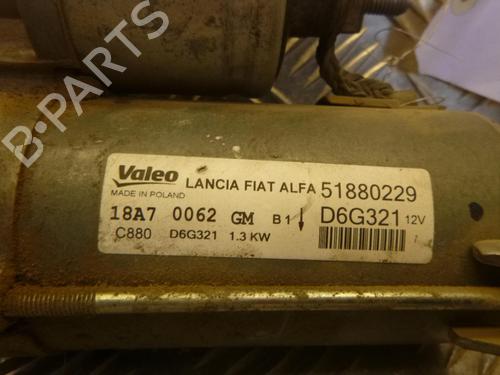 B-PARTS
Valeo LANCIA FIAT ALFA 51880229
MADE IN POLAND
18A7 0062 GM B1 D6G321 12V
C880 D6G321 1.3 KW